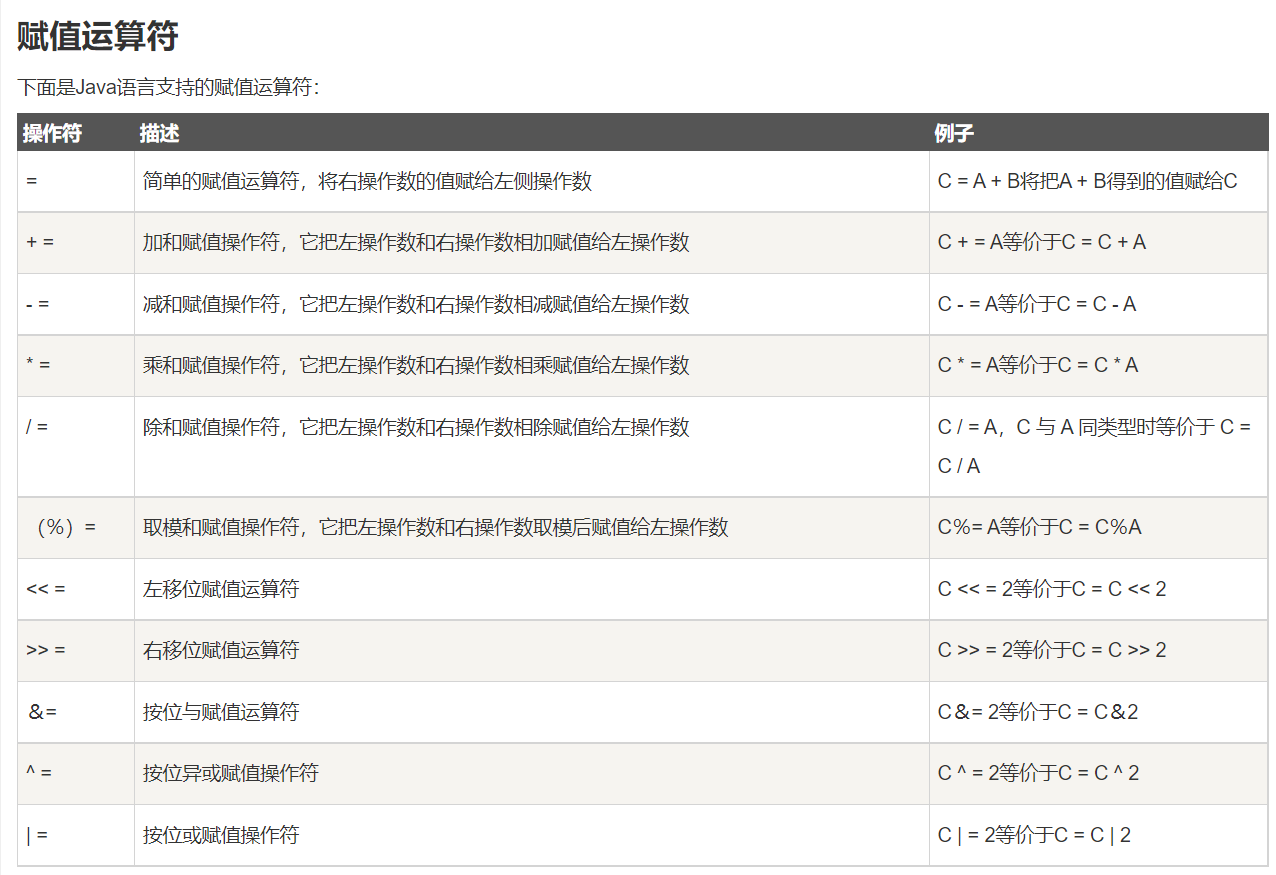 赋值运算符
下面是Java语言支持的赋值运算符：
操作符 描述 例子
= 简单的赋值运算符，将右操作数的值赋给左侧操作数 C = A + B将把A + B得到的值赋给C
+ = 加和赋值操作符，它把左操作数和右操作数相加赋值给左操作数 C + = A等价于C = C + A
- = 减和赋值操作符，它把左操作数和右操作数相减赋值给左操作数 C - = A等价于C = C - A
* = 乘和赋值操作符，它把左操作数和右操作数相乘赋值给左操作数 C * = A等价于C = C * A
/ = 除和赋值操作符，它把左操作数和右操作数相除赋值给左操作数 C / = A，C 与 A 同类型时等价于 C =
C / A
（%）= 取模和赋值操作符，它把左操作数和右操作数取模后赋值给左操作数 C％= A等价于C = C％A
<< = 左移位赋值运算符 C << = 2等价于C = C << 2
>> = 右移位赋值运算符 C >> = 2等价于C = C >> 2
＆= 按位与赋值运算符 C＆= 2等价于C = C＆2
^ = 按位异或赋值操作符 C ^ = 2等价于C = C ^ 2
| = 按位或赋值操作符 C | = 2等价于C = C | 2